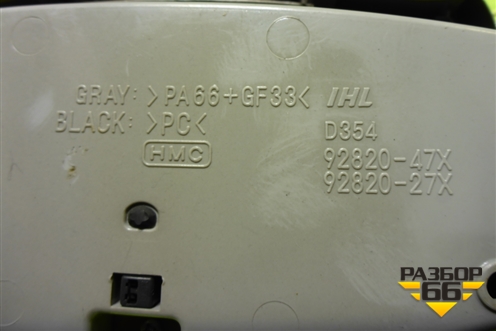 GRAY: >PA66+GF33<
BLACK: >PC<
HMC
IHL
D354
92820-47X
92820-27X
РАЗБОР
66